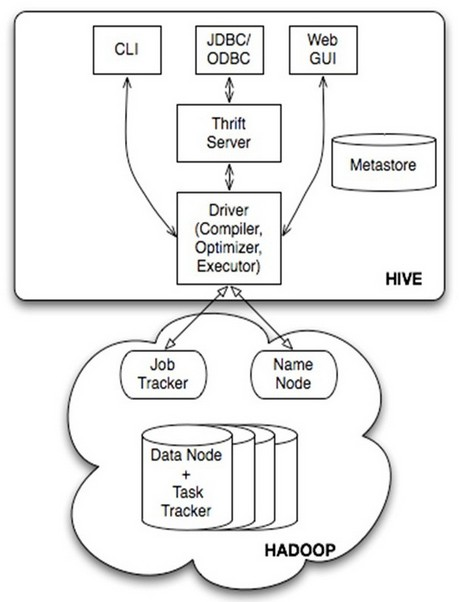 CLI
JDBC/
ODBC
Web
GUI
Thrift
Server
Metastore
Driver
(Compiler,
Optimizer,
Executor)
HIVE
Job
Tracker
Name
Node
Data Node
+
Task
Tracker
HADOOP